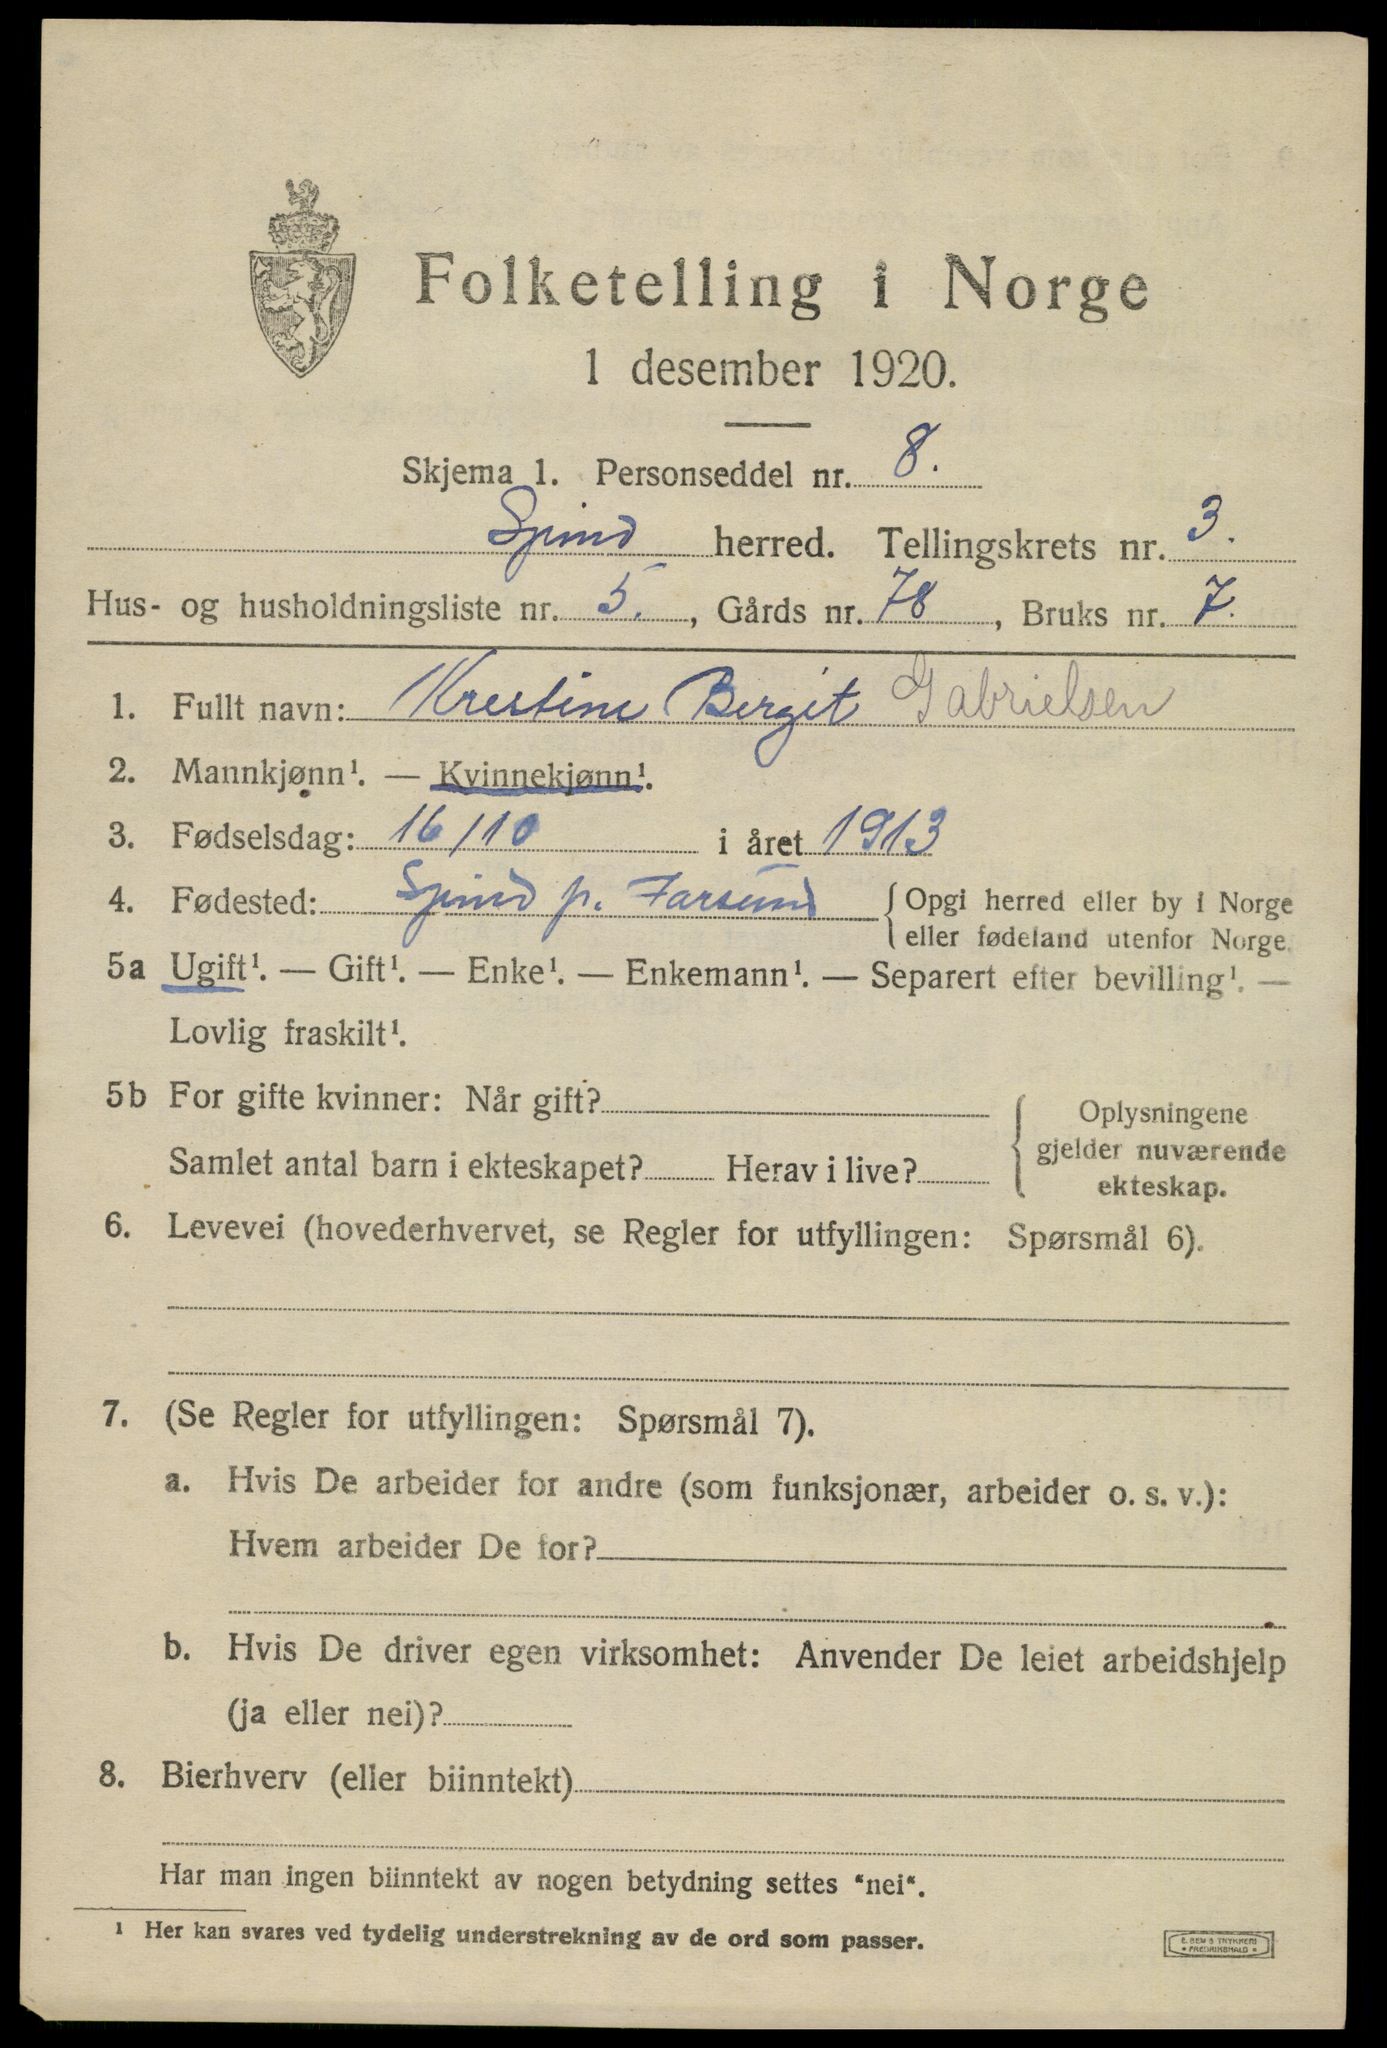 Folketelling i Norge
1 desember 1920.
Skjema 1. Personseddel nr. 8.
Spind herred. Tellingskrets nr. 3.
Hus- og husholdningsliste nr. 5., Gårds nr. 78, Bruks nr. 7.
1. Fullt navn: Krestine Bergit Gabrielsen
2. Mannkjønn¹. — Kvinnekjønn¹.
3. Fødselsdag: 16/10 i året 1913
4. Fødested: Spind p. Farsund { Opgi herred eller by i Norge
eller fødeland utenfor Norge.
5a Ugift¹. — Gift¹. — Enke¹. — Enkemann¹. — Separert efter bevilling¹. —
Lovlig fraskilt¹.
5b For gifte kvinner: Når gift?
Samlet antal barn i ekteskapet? Herav i live?
{ Oplysningene
gjelder nuværende
ekteskap.
6. Levevei (hovederhvervet, se Regler for utfyllingen: Spørsmål 6).
7. (Se Regler for utfyllingen: Spørsmål 7).
a. Hvis De arbeider for andre (som funksjonær, arbeider o. s. v.):
Hvem arbeider De for?
b. Hvis De driver egen virksomhet: Anvender De leiet arbeidshjelp
(ja eller nei)?
8. Bierhverv (eller biinntekt)
Har man ingen biinntekt av nogen betydning settes "nei".
¹ Her kan svares ved tydelig understrekning av de ord som passer.
TRYKKERI
FREDRIKSHALD